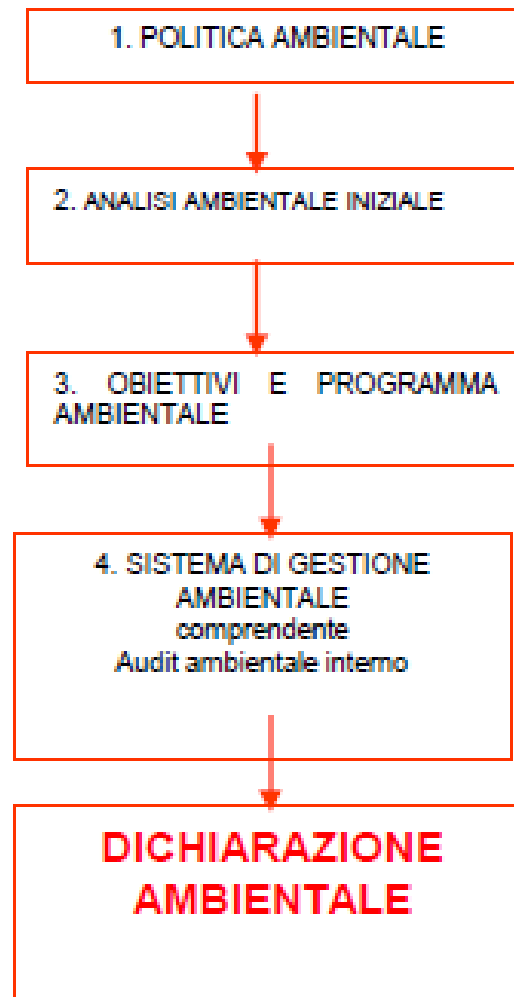 1. POLITICA AMBIENTALE
2. ANALISI AMBIENTALE INIZIALE
3. OBIETTIVI E PROGRAMMA
AMBIENTALE
4. SISTEMA DI GESTIONE
AMBIENTALE
comprendente
Audit ambientale interno
DICHIARAZIONE
AMBIENTALE